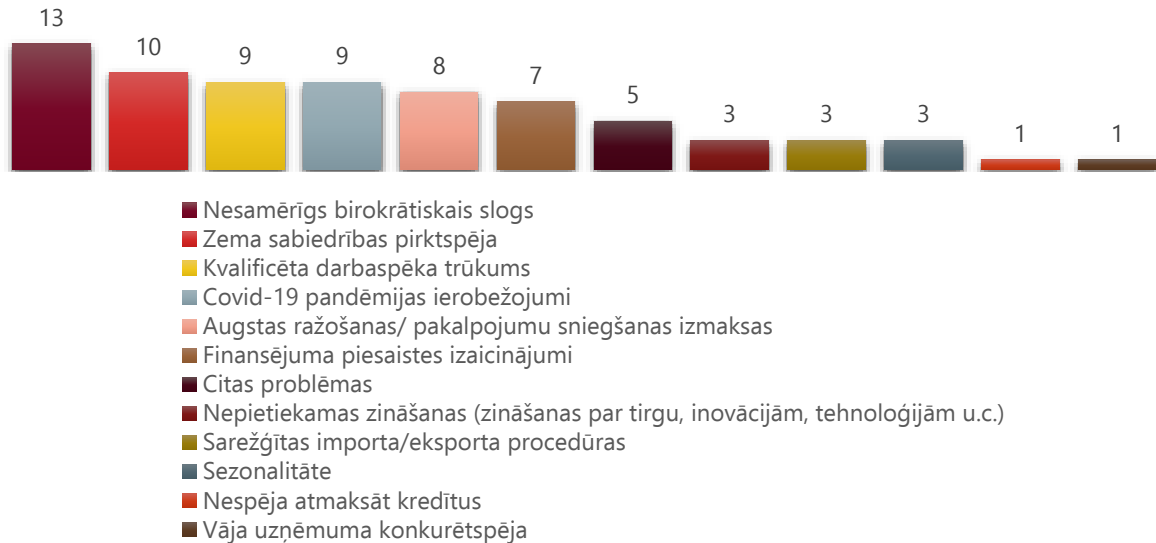 13
10
9
9
8
7
5
3
3
3
1
1
Nesamērīgs birokrātiskais slogs
Zema sabiedrības pirktspēja
Kvalificēta darbaspēka trūkums
Covid-19 pandēmijas ierobežojumi
Augstas ražošanas/ pakalpojumu sniegšanas izmaksas
Finansējuma piesaistes izaicinājumi
Citas problēmas
Nepietiekamas zināšanas (zināšanas par tirgu, inovācijām, tehnoloģijām u.c.)
Sarežģītas importa/eksporta procedūras
Sezonalitāte
Nespēja atmaksāt kredītus
Vāja uzņēmuma konkurētspēja